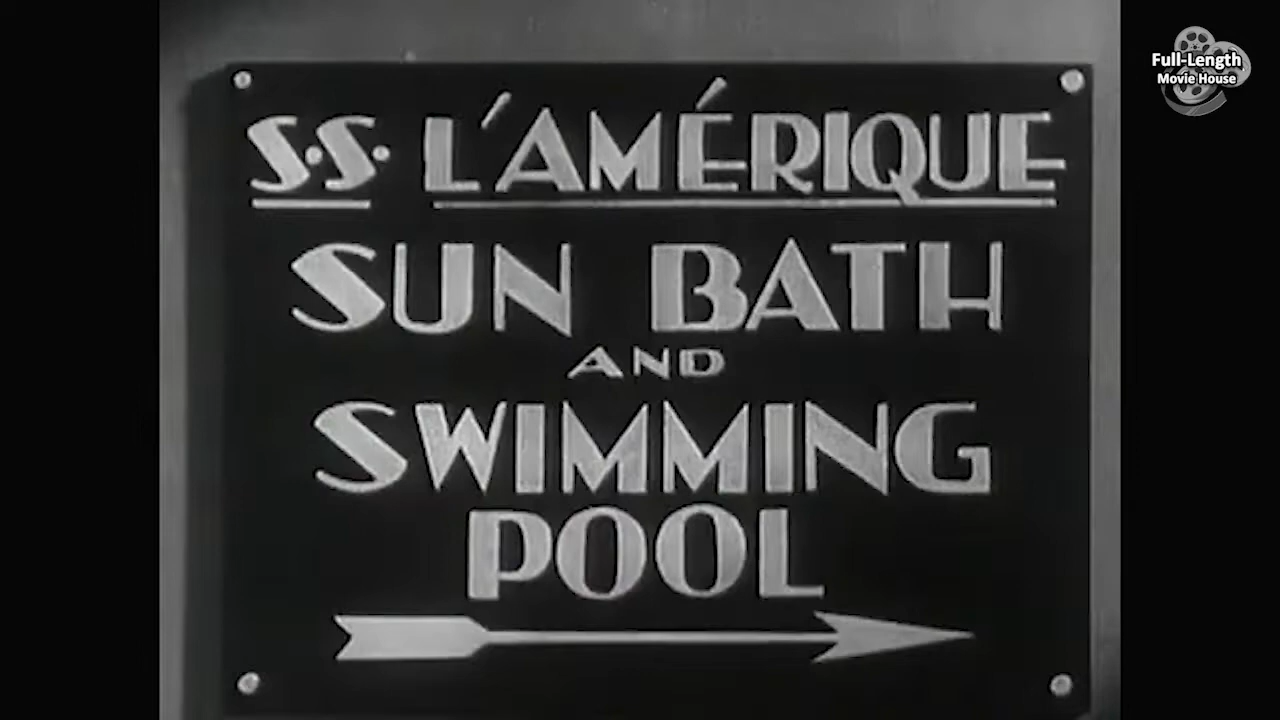 S·S· L'AMÉRIQUE
SUN BATH
AND
SWIMMING
POOL
Full-Length
Movie House